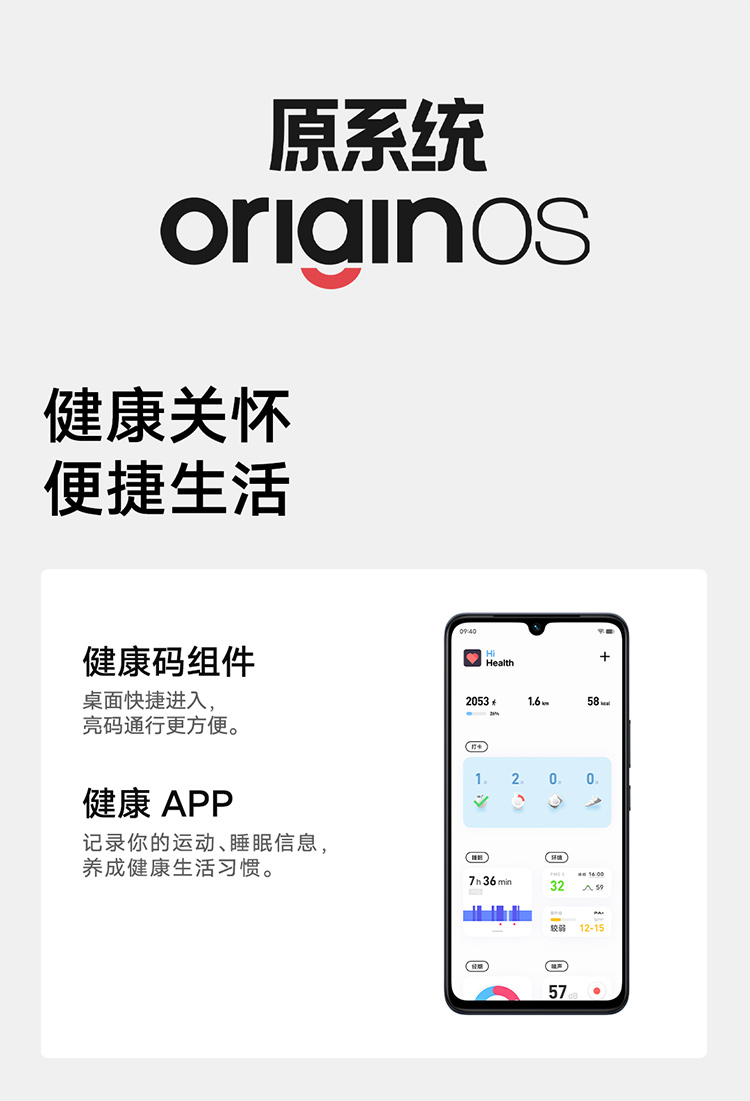 原系统
originOS
健康关怀
便捷生活
健康码组件
桌面快捷进入，
亮码通行更方便。
健康 APP
记录你的运动、睡眠信息，
养成健康生活习惯。
09:40
Hi
Health
+
2053
1.6 km
58 kcal
26%
打卡
1 2 0 0
睡眠
环境
7 h 36 min
16:00
32
59
PA+
较弱
12-15
经期
噪声
57 dB